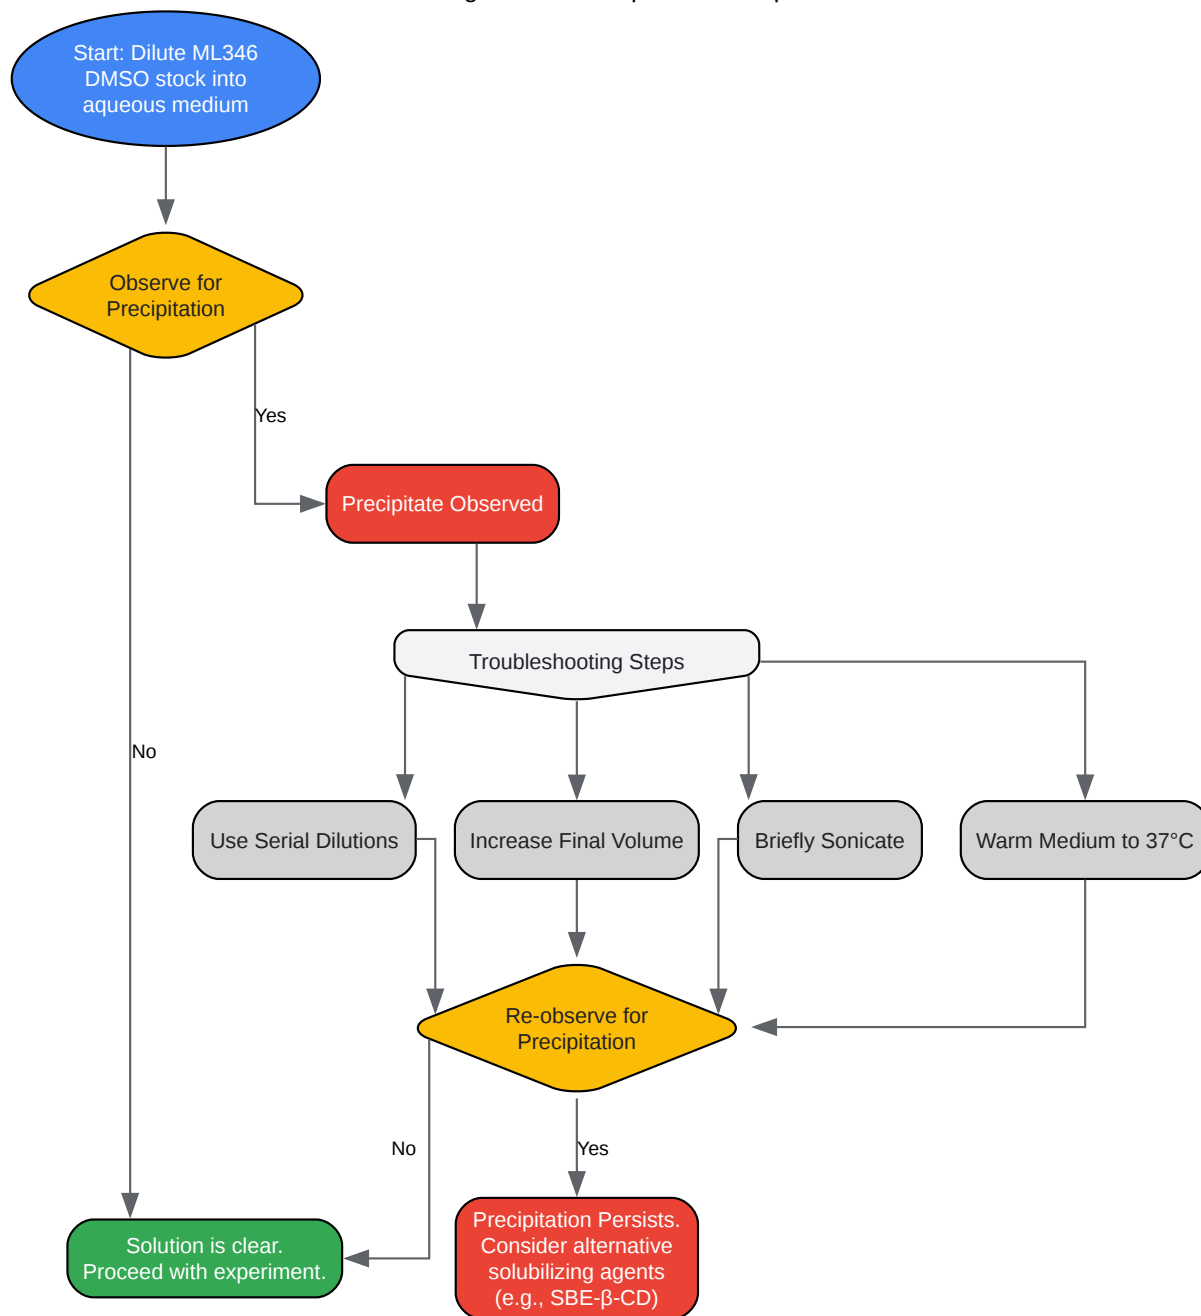 Start: Dilute ML346
DMSO stock into
aqueous medium
Observe for
Precipitation
Yes
Precipitate Observed
Troubleshooting Steps
No
Use Serial Dilutions
Increase Final Volume
Briefly Sonicate
Warm Medium to 37°C
Re-observe for
Precipitation
No
Yes
Solution is clear.
Proceed with experiment.
Precipitation Persists.
Consider alternative
solubilizing agents
(e.g., SBE-β-CD)